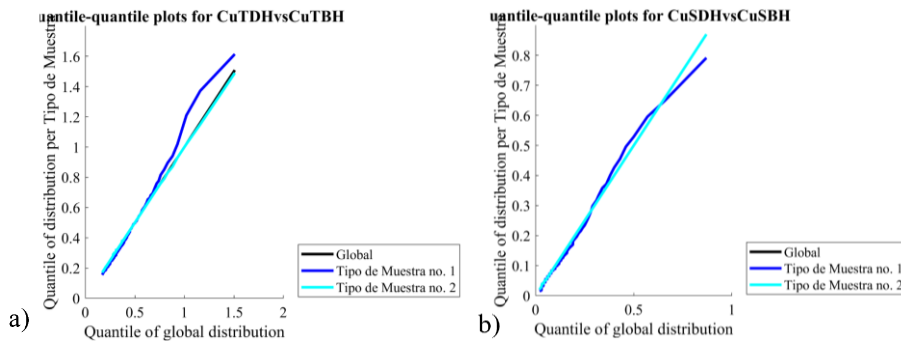 uantile-quantile plots for CuTDHvsCuTBH
Quantile of distribution per Tipo de Muestra
1.6
1.4
1.2
1
0.8
0.6
0.4
0.2
0
0 0.5 1 1.5 2
Quantile of global distribution
Global
Tipo de Muestra no. 1
Tipo de Muestra no. 2
a)
uantile-quantile plots for CuSDHvsCuSBH
Quantile of distribution per Tipo de Muestra
0.8
0.7
0.6
0.5
0.4
0.3
0.2
0.1
0
0 0.5 1
Quantile of global distribution
Global
Tipo de Muestra no. 1
Tipo de Muestra no. 2
b)